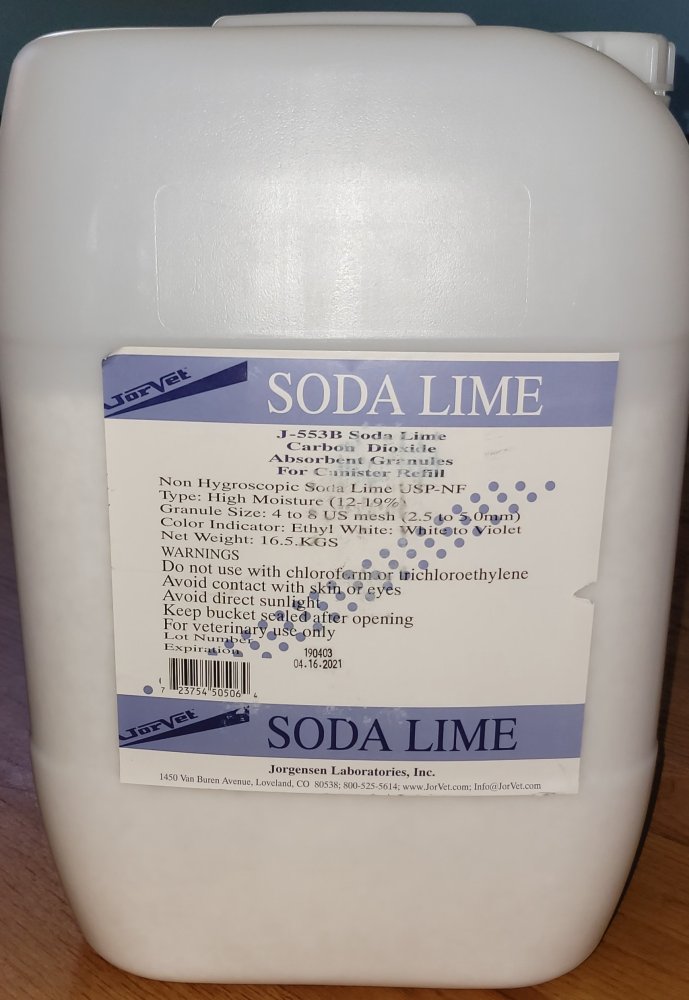 JorVet
SODA LIME
J-553B Soda Lime
Carbon Dioxide
Absorbent Granules
For Canister Refill
Non Hygroscopic Soda Lime USP-NF
Type: High Moisture (12-19%)
Granule Size: 4 to 8 US mesh (2.5 to 5.0mm)
Color Indicator: Ethyl White: White to Violet
Net Weight: 16.5.KGS
WARNINGS
Do not use with chloroform or trichloroethylene
Avoid contact with skin or eyes
Avoid direct sunlight
Keep bucket sealed after opening
For veterinary use only
Lot Number 190403
Expiration 04.16.2021
7 23754 50506 4
JorVet
SODA LIME
Jorgensen Laboratories, Inc.
1450 Van Buren Avenue, Loveland, CO 80538; 800-525-5614; www.JorVet.com; Info@JorVet.com